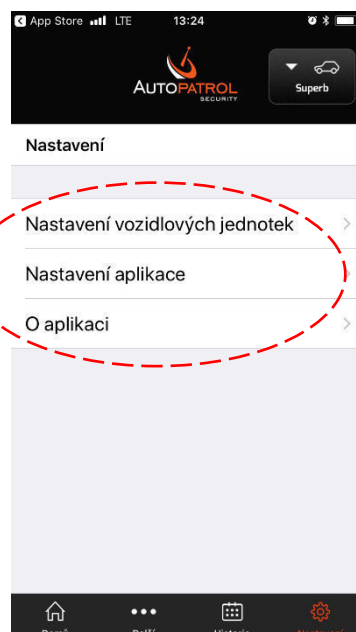 App Store LTE 13:24
AUTOPATROL
SECURITY
Superb
Nastavení
Nastavení vozidlových jednotek
Nastavení aplikace
O aplikaci